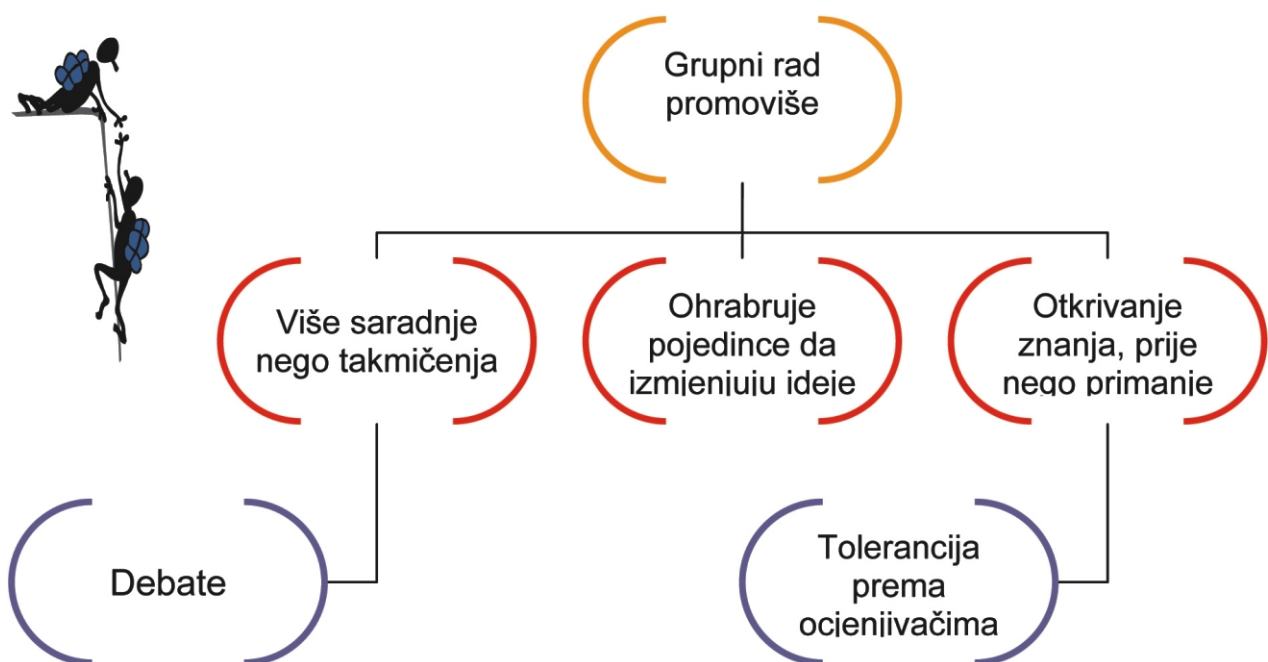 Grupni rad
promoviše
Više saradnje
nego takmičenja
Ohrabruje
pojedince da
izmjenjuju ideje
Otkrivanje
znanja, prije
nego primanje
Debate
Tolerancija
prema
ocjenjivačima